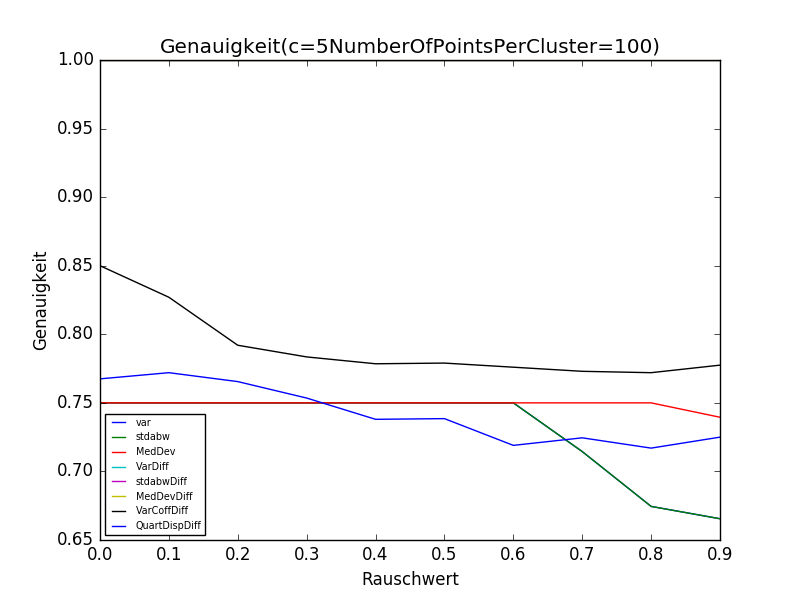 Genauigkeit(c=5NumberOfPointsPerCluster=100)
1.00
0.95
0.90
0.85
0.80
0.75
0.70
0.65
Genauigkeit
var
stdabw
MedDev
VarDiff
stdabwDiff
MedDevDiff
VarCoffDiff
QuartDispDiff
0.0 0.1 0.2 0.3 0.4 0.5 0.6 0.7 0.8 0.9
Rauschwert